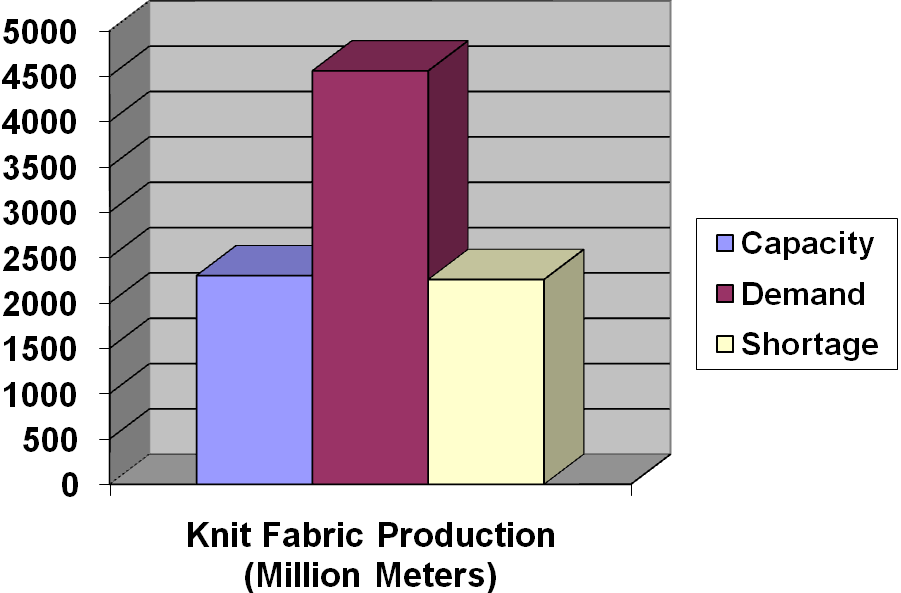 5000
4500
4000
3500
3000
2500
2000
1500
1000
500
0
Capacity
Demand
Shortage
Knit Fabric Production
(Million Meters)